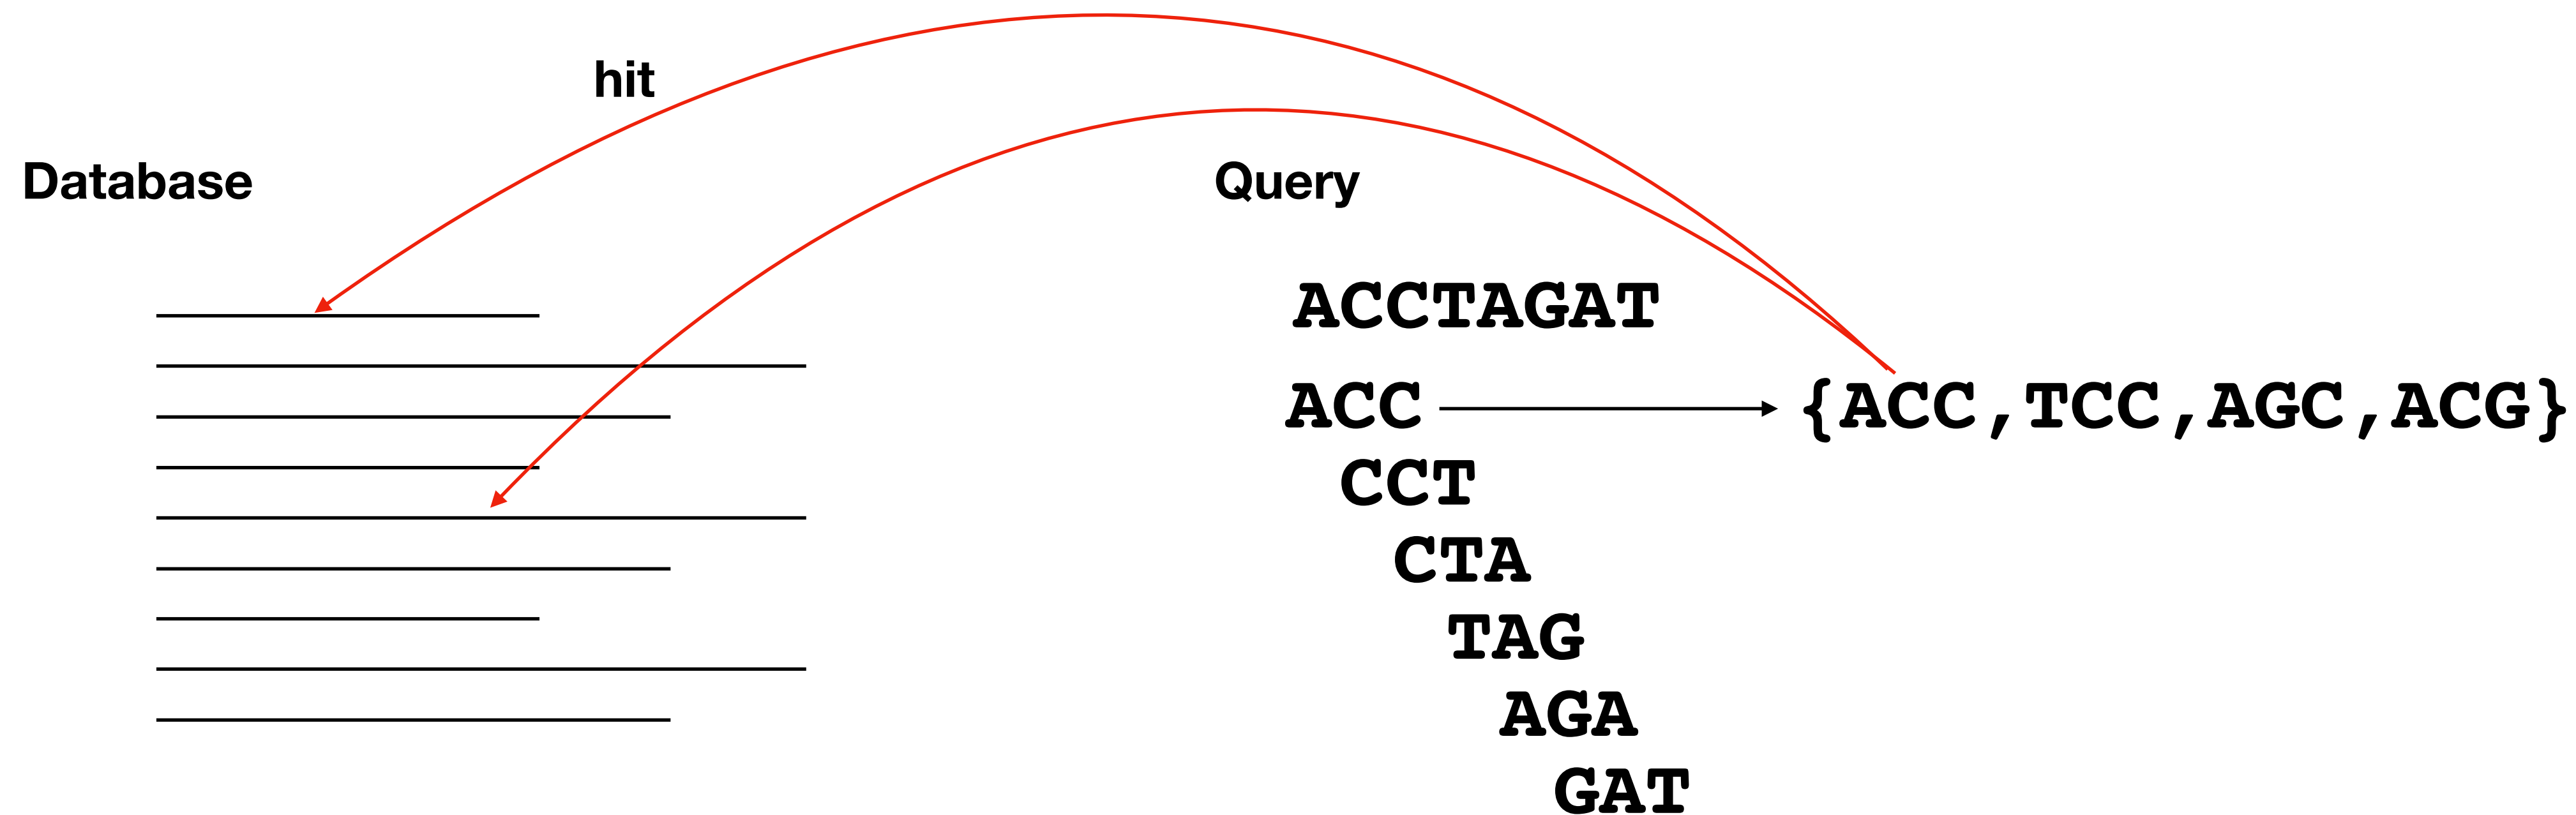 hit
Database
Query
ACCTAGAT
ACC
{ACC,TCC,AGC,ACG}
CCT
CTA
TAG
AGA
GAT